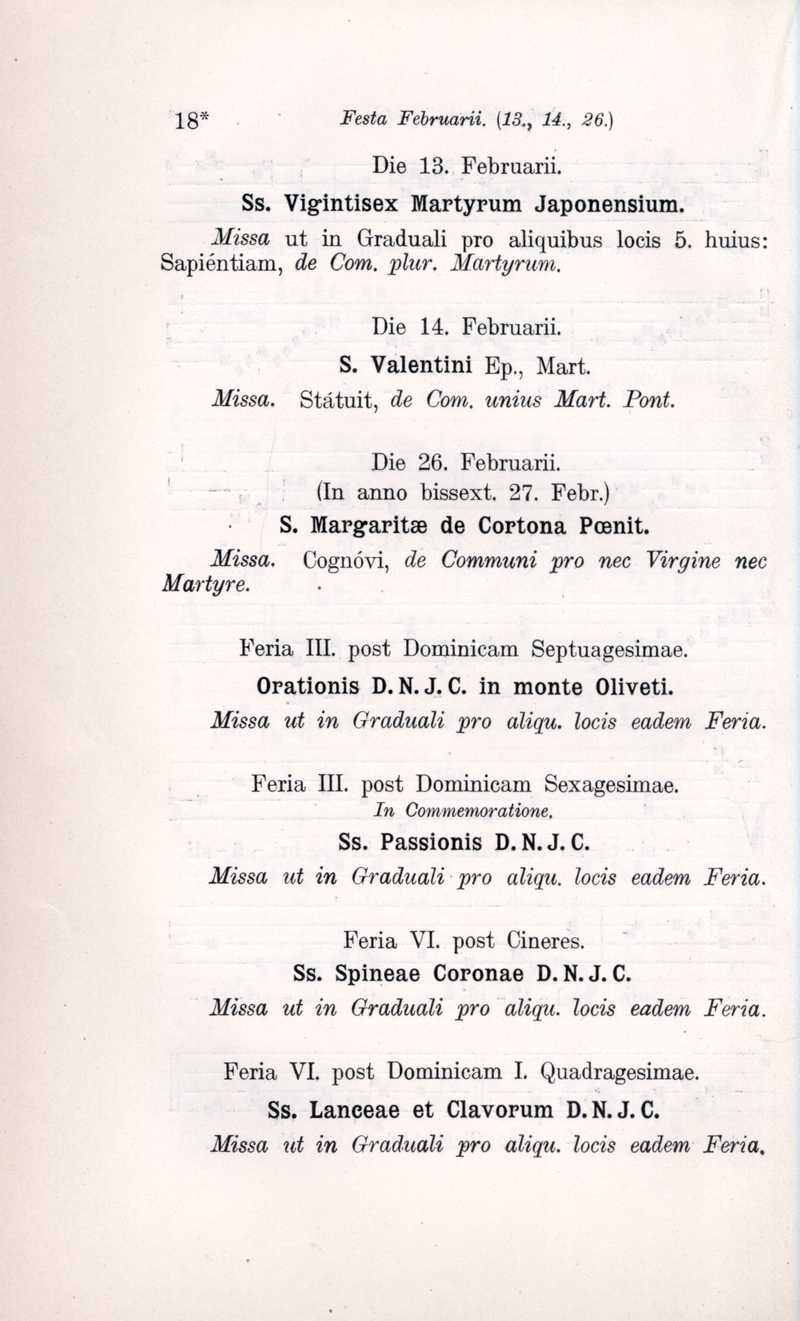 18* Festa Februarii. (13., 14., 26.)
Die 13. Februarii.
Ss. Vigintisex Martyrum Japonensium.
Missa ut in Graduali pro aliquibus locis 5. huius:
Sapiéntiam, de Com. plur. Martyrum.
Die 14. Februarii.
S. Valentini Ep., Mart.
Missa. Státuit, de Com. unius Mart. Pont.
Die 26. Februarii.
(In anno bissext. 27. Febr.)
S. Margaritæ de Cortona Pœnit.
Missa. Cognóvi, de Communi pro nec Virgine nec
Martyre.
Feria III. post Dominicam Septuagesimae.
Orationis D. N. J. C. in monte Oliveti.
Missa ut in Graduali pro aliqu. locis eadem Feria.
Feria III. post Dominicam Sexagesimae.
In Commemoratione.
Ss. Passionis D. N. J. C.
Missa ut in Graduali pro aliqu. locis eadem Feria.
Feria VI. post Cineres.
Ss. Spineae Coronae D. N. J. C.
Missa ut in Graduali pro aliqu. locis eadem Feria.
Feria VI. post Dominicam I. Quadragesimae.
Ss. Lanceae et Clavorum D. N. J. C.
Missa ut in Graduali pro aliqu. locis eadem Feria.